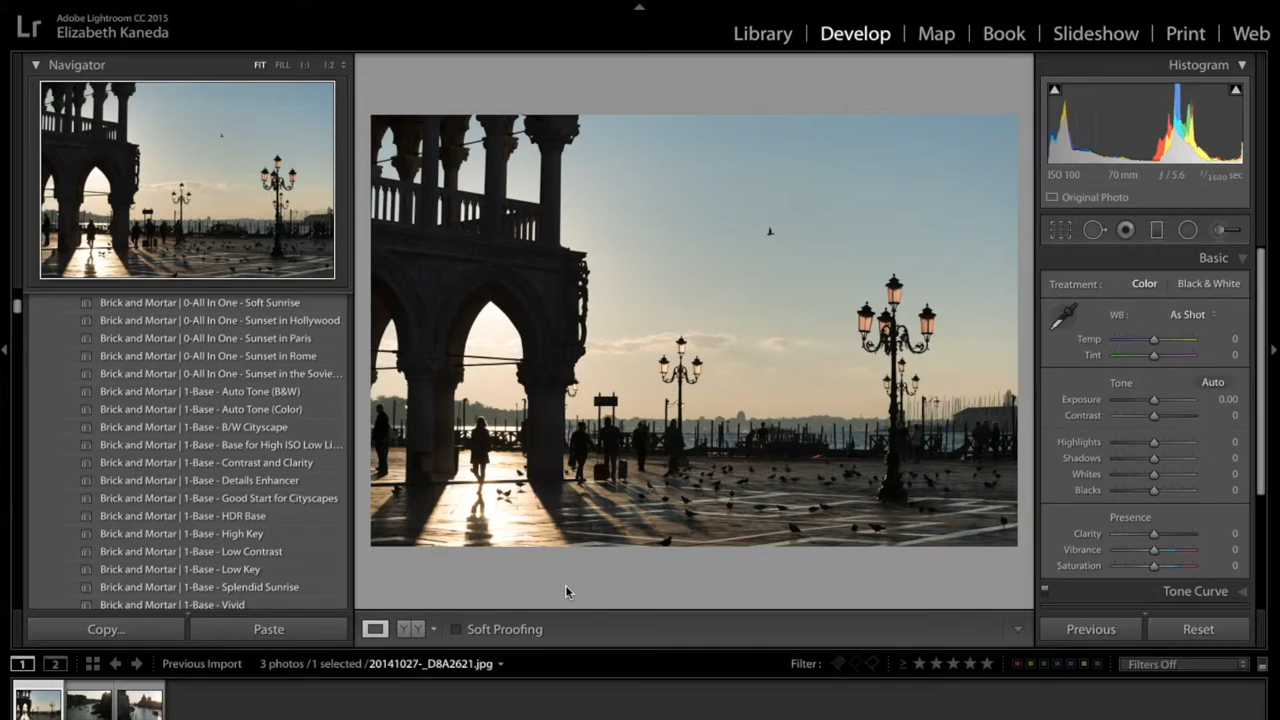 Lr
Adobe Lightroom CC 2015
Elizabeth Kaneda
Library Develop Map Book Slideshow Print Web
Navigator FIT FILL 1:1 1:2
Brick and Mortar | 0-All In One - Soft Sunrise
Brick and Mortar | 0-All In One - Sunset in Hollywood
Brick and Mortar | 0-All In One - Sunset in Paris
Brick and Mortar | 0-All In One - Sunset in Rome
Brick and Mortar | 0-All In One - Sunset in the Sovie...
Brick and Mortar | 1-Base - Auto Tone (B&W)
Brick and Mortar | 1-Base - Auto Tone (Color)
Brick and Mortar | 1-Base - B/W Cityscape
Brick and Mortar | 1-Base - Base for High ISO Low Li...
Brick and Mortar | 1-Base - Contrast and Clarity
Brick and Mortar | 1-Base - Details Enhancer
Brick and Mortar | 1-Base - Good Start for Cityscapes
Brick and Mortar | 1-Base - HDR Base
Brick and Mortar | 1-Base - High Key
Brick and Mortar | 1-Base - Low Contrast
Brick and Mortar | 1-Base - Low Key
Brick and Mortar | 1-Base - Splendid Sunrise
Brick and Mortar | 1-Base - Vivid
Copy... Paste
Y Y
Soft Proofing
Histogram
ISO 100 70 mm ƒ / 5.6 1/1600 sec
Original Photo
Basic
Treatment : Color Black & White
WB : As Shot
Temp 0
Tint 0
Tone Auto
Exposure 0.00
Contrast 0
Highlights 0
Shadows 0
Whites 0
Blacks 0
Presence
Clarity 0
Vibrance 0
Saturation 0
Tone Curve
Previous Reset
1 2 Previous Import 3 photos / 1 selected / 20141027-_D8A2621.jpg Filter : ≥ ★★★★★ Filters Off